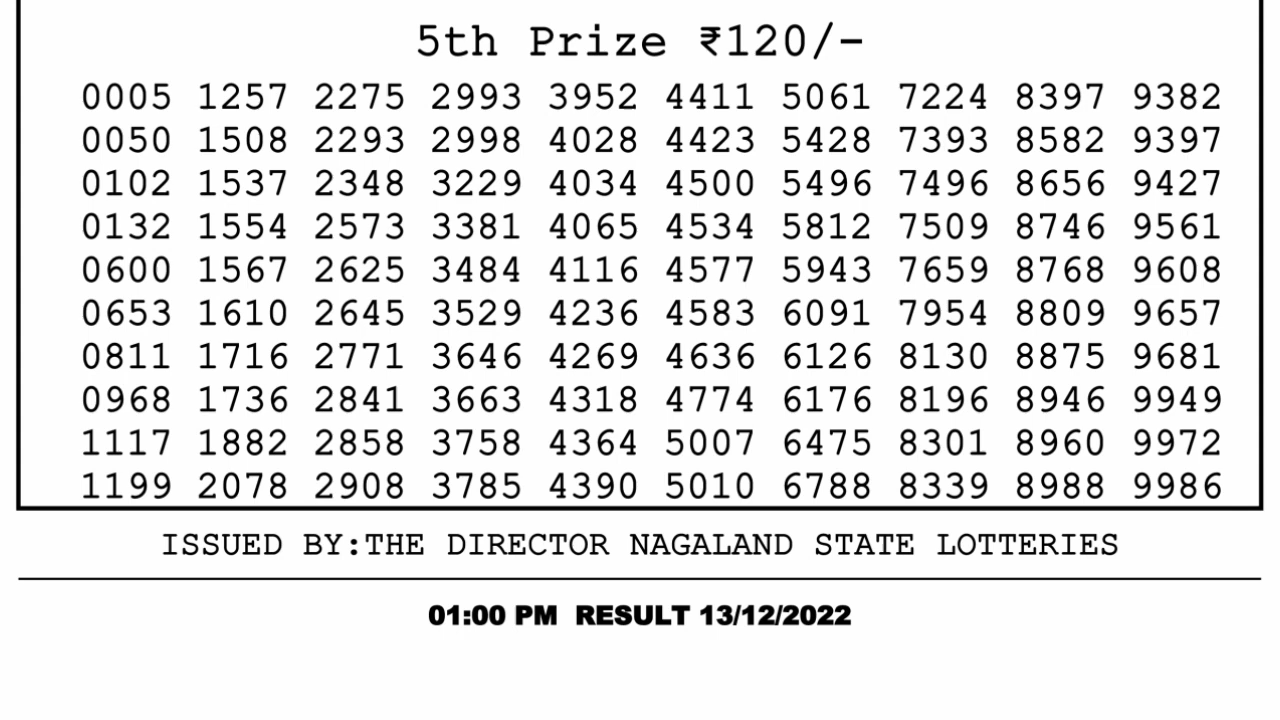 5th Prize ₹120/-
0005 1257 2275 2993 3952 4411 5061 7224 8397 9382
0050 1508 2293 2998 4028 4423 5428 7393 8582 9397
0102 1537 2348 3229 4034 4500 5496 7496 8656 9427
0132 1554 2573 3381 4065 4534 5812 7509 8746 9561
0600 1567 2625 3484 4116 4577 5943 7659 8768 9608
0653 1610 2645 3529 4236 4583 6091 7954 8809 9657
0811 1716 2771 3646 4269 4636 6126 8130 8875 9681
0968 1736 2841 3663 4318 4774 6176 8196 8946 9949
1117 1882 2858 3758 4364 5007 6475 8301 8960 9972
1199 2078 2908 3785 4390 5010 6788 8339 8988 9986
ISSUED BY:THE DIRECTOR NAGALAND STATE LOTTERIES
01:00 PM RESULT 13/12/2022